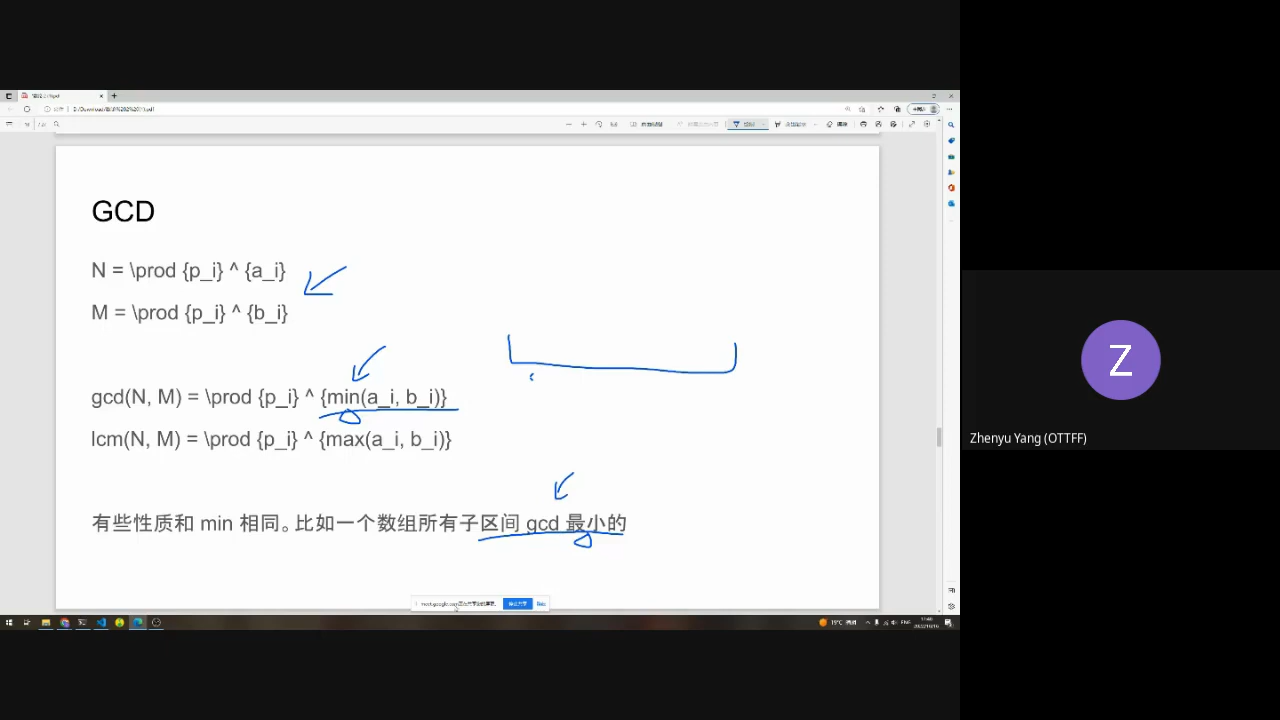 GCD
N = \prod {p_i} ^ {a_i}
M = \prod {p_i} ^ {b_i}
gcd(N, M) = \prod {p_i} ^ {min(a_i, b_i)}
lcm(N, M) = \prod {p_i} ^ {max(a_i, b_i)}
有些性质和 min 相同。比如一个数组所有子区间 gcd 最小的
Z
Zhenyu Yang (OTTFF)
ENG